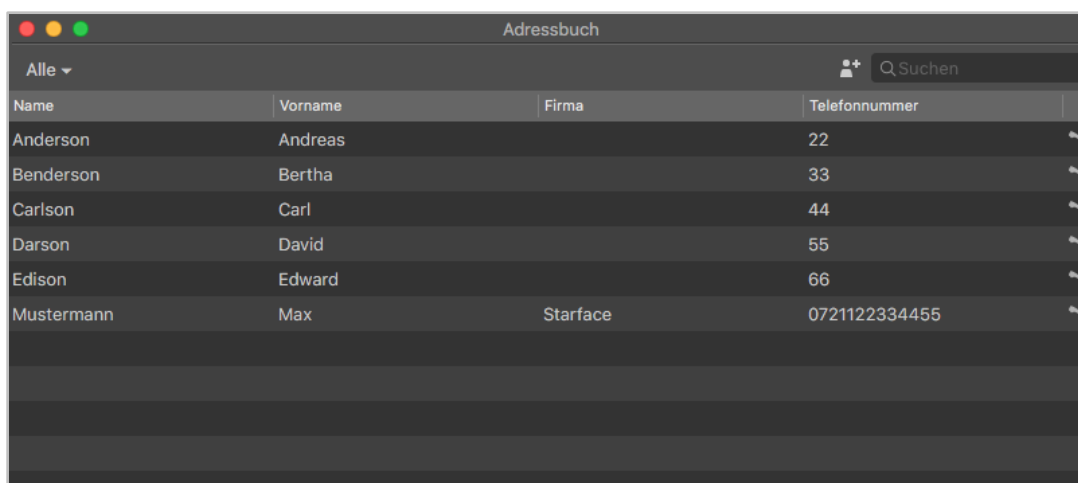 Adressbuch
Alle Suchen
Name Vorname Firma Telefonnummer
Anderson Andreas 22
Benderson Bertha 33
Carlson Carl 44
Darson David 55
Edison Edward 66
Mustermann Max Starface 0721122334455